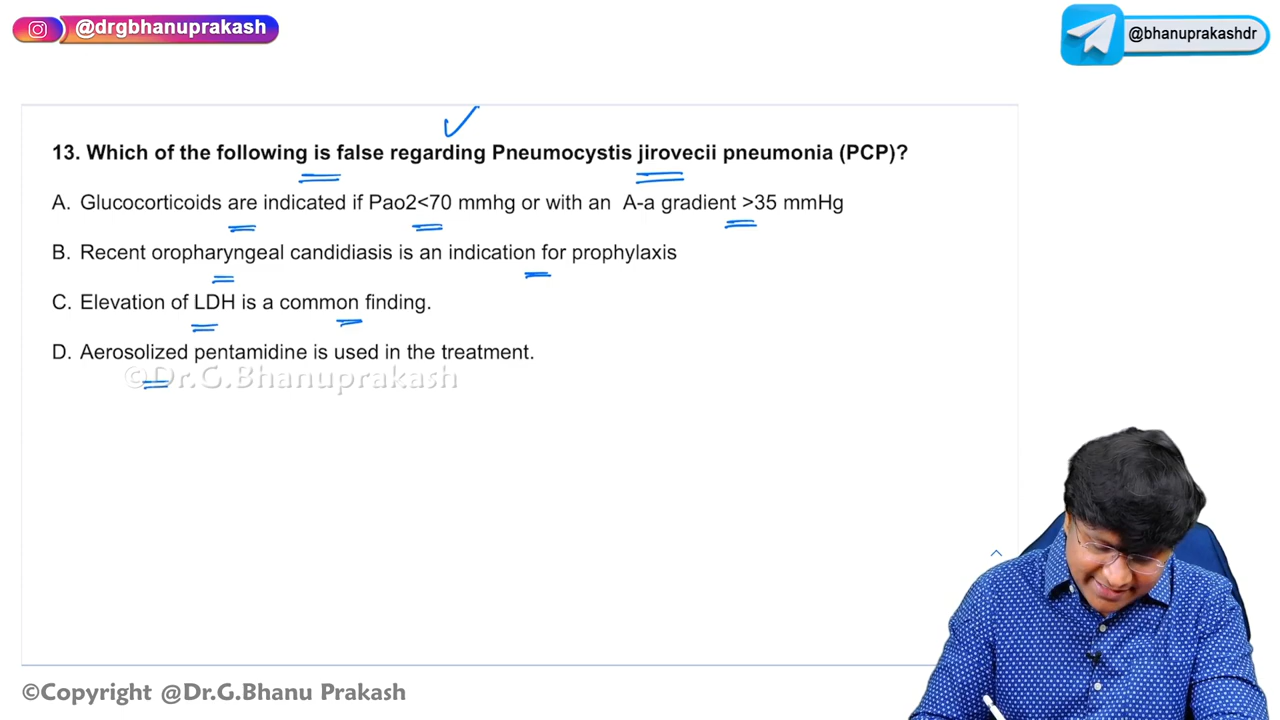 @drgbhanuprakash
@bhanuprakashdr
13. Which of the following is false regarding Pneumocystis jirovecii pneumonia (PCP)?
A. Glucocorticoids are indicated if Pao2<70 mmhg or with an A-a gradient >35 mmHg
B. Recent oropharyngeal candidiasis is an indication for prophylaxis
C. Elevation of LDH is a common finding.
D. Aerosolized pentamidine is used in the treatment.
©Dr.G.Bhanuprakash
©Copyright @Dr.G.Bhanu Prakash